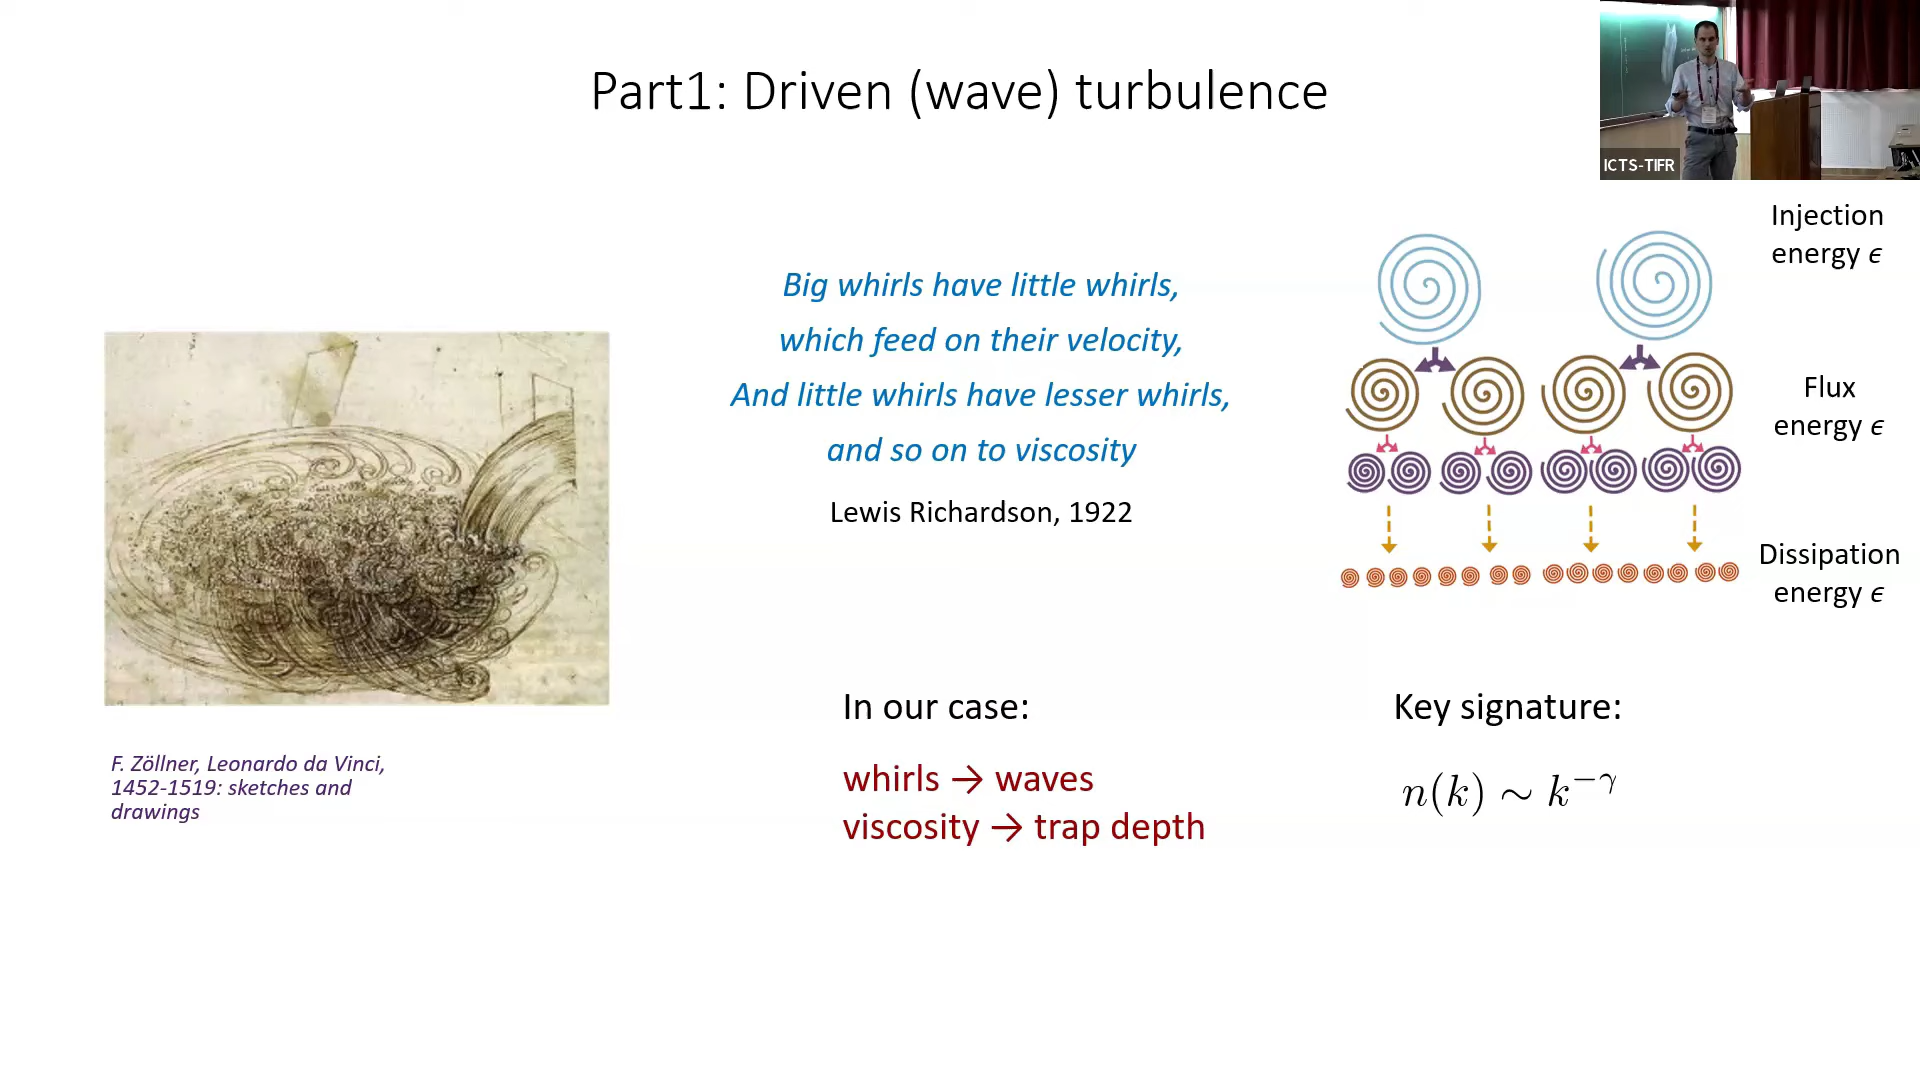 Part1: Driven (wave) turbulence
ICTS-TIFR
Big whirls have little whirls,
which feed on their velocity,
And little whirls have lesser whirls,
and so on to viscosity
Lewis Richardson, 1922
Injection
energy ϵ
Flux
energy ϵ
Dissipation
energy ϵ
F. Zöllner, Leonardo da Vinci,
1452-1519: sketches and
drawings
In our case:
whirls → waves
viscosity → trap depth
Key signature:
n(k) ∼ k^{−γ}